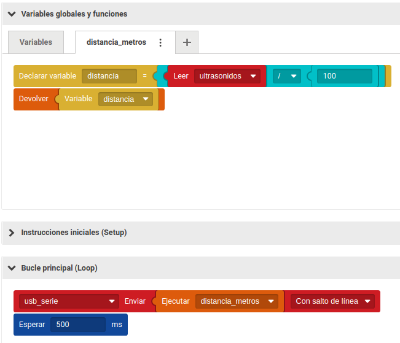 Variables globales y funciones
Variables distancia_metros +
Declarar variable distancia = Leer ultrasonidos / 100
Devolver Variable distancia
Instrucciones iniciales (Setup)
Bucle principal (Loop)
usb_serie Enviar Ejecutar distancia_metros Con salto de línea
Esperar 500 ms